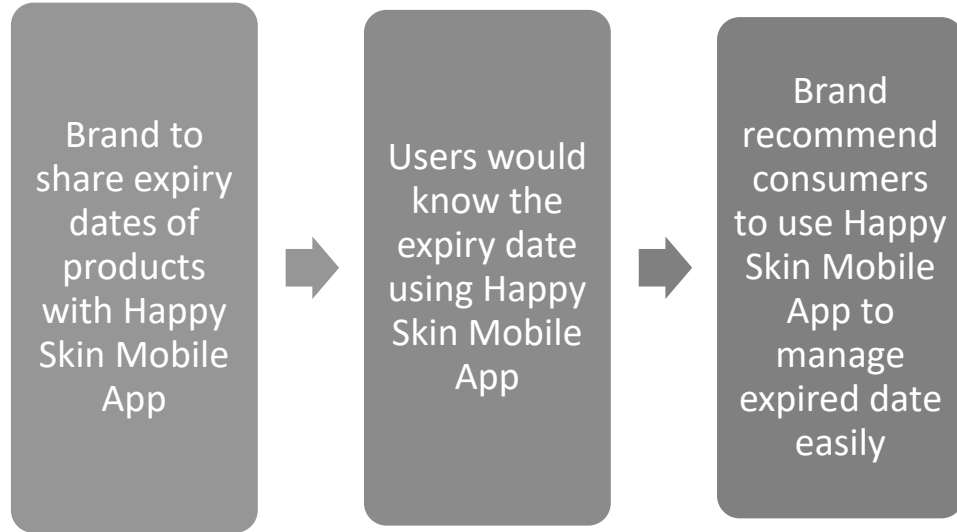 Brand to
share expiry
dates of
products
with Happy
Skin Mobile
App
Users would
know the
expiry date
using Happy
Skin Mobile
App
Brand
recommend
consumers
to use Happy
Skin Mobile
App to
manage
expired date
easily